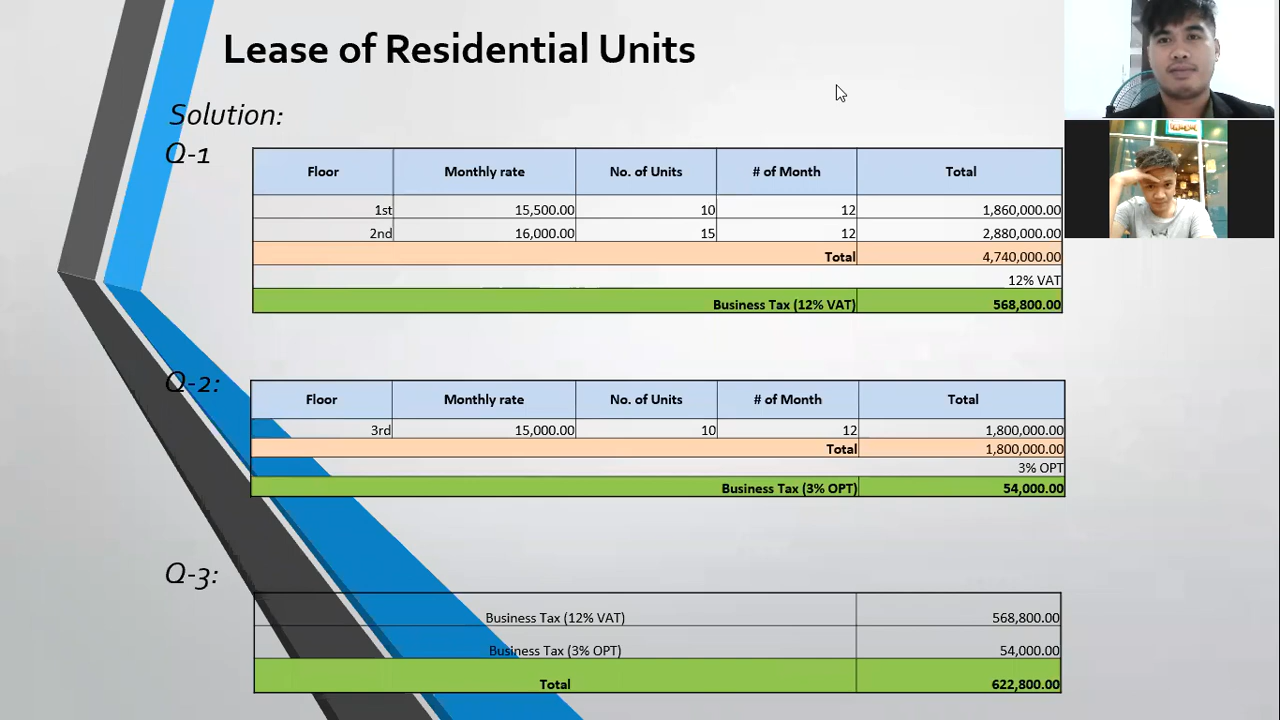 Lease of Residential Units
Solution:
Q-1
Floor Monthly rate No. of Units # of Month Total
1st 15,500.00 10 12 1,860,000.00
2nd 16,000.00 15 12 2,880,000.00
Total 4,740,000.00
12% VAT
Business Tax (12% VAT) 568,800.00
Q-2:
Floor Monthly rate No. of Units # of Month Total
3rd 15,000.00 10 12 1,800,000.00
Total 1,800,000.00
3% OPT
Business Tax (3% OPT) 54,000.00
Q-3:
Business Tax (12% VAT) 568,800.00
Business Tax (3% OPT) 54,000.00
Total 622,800.00